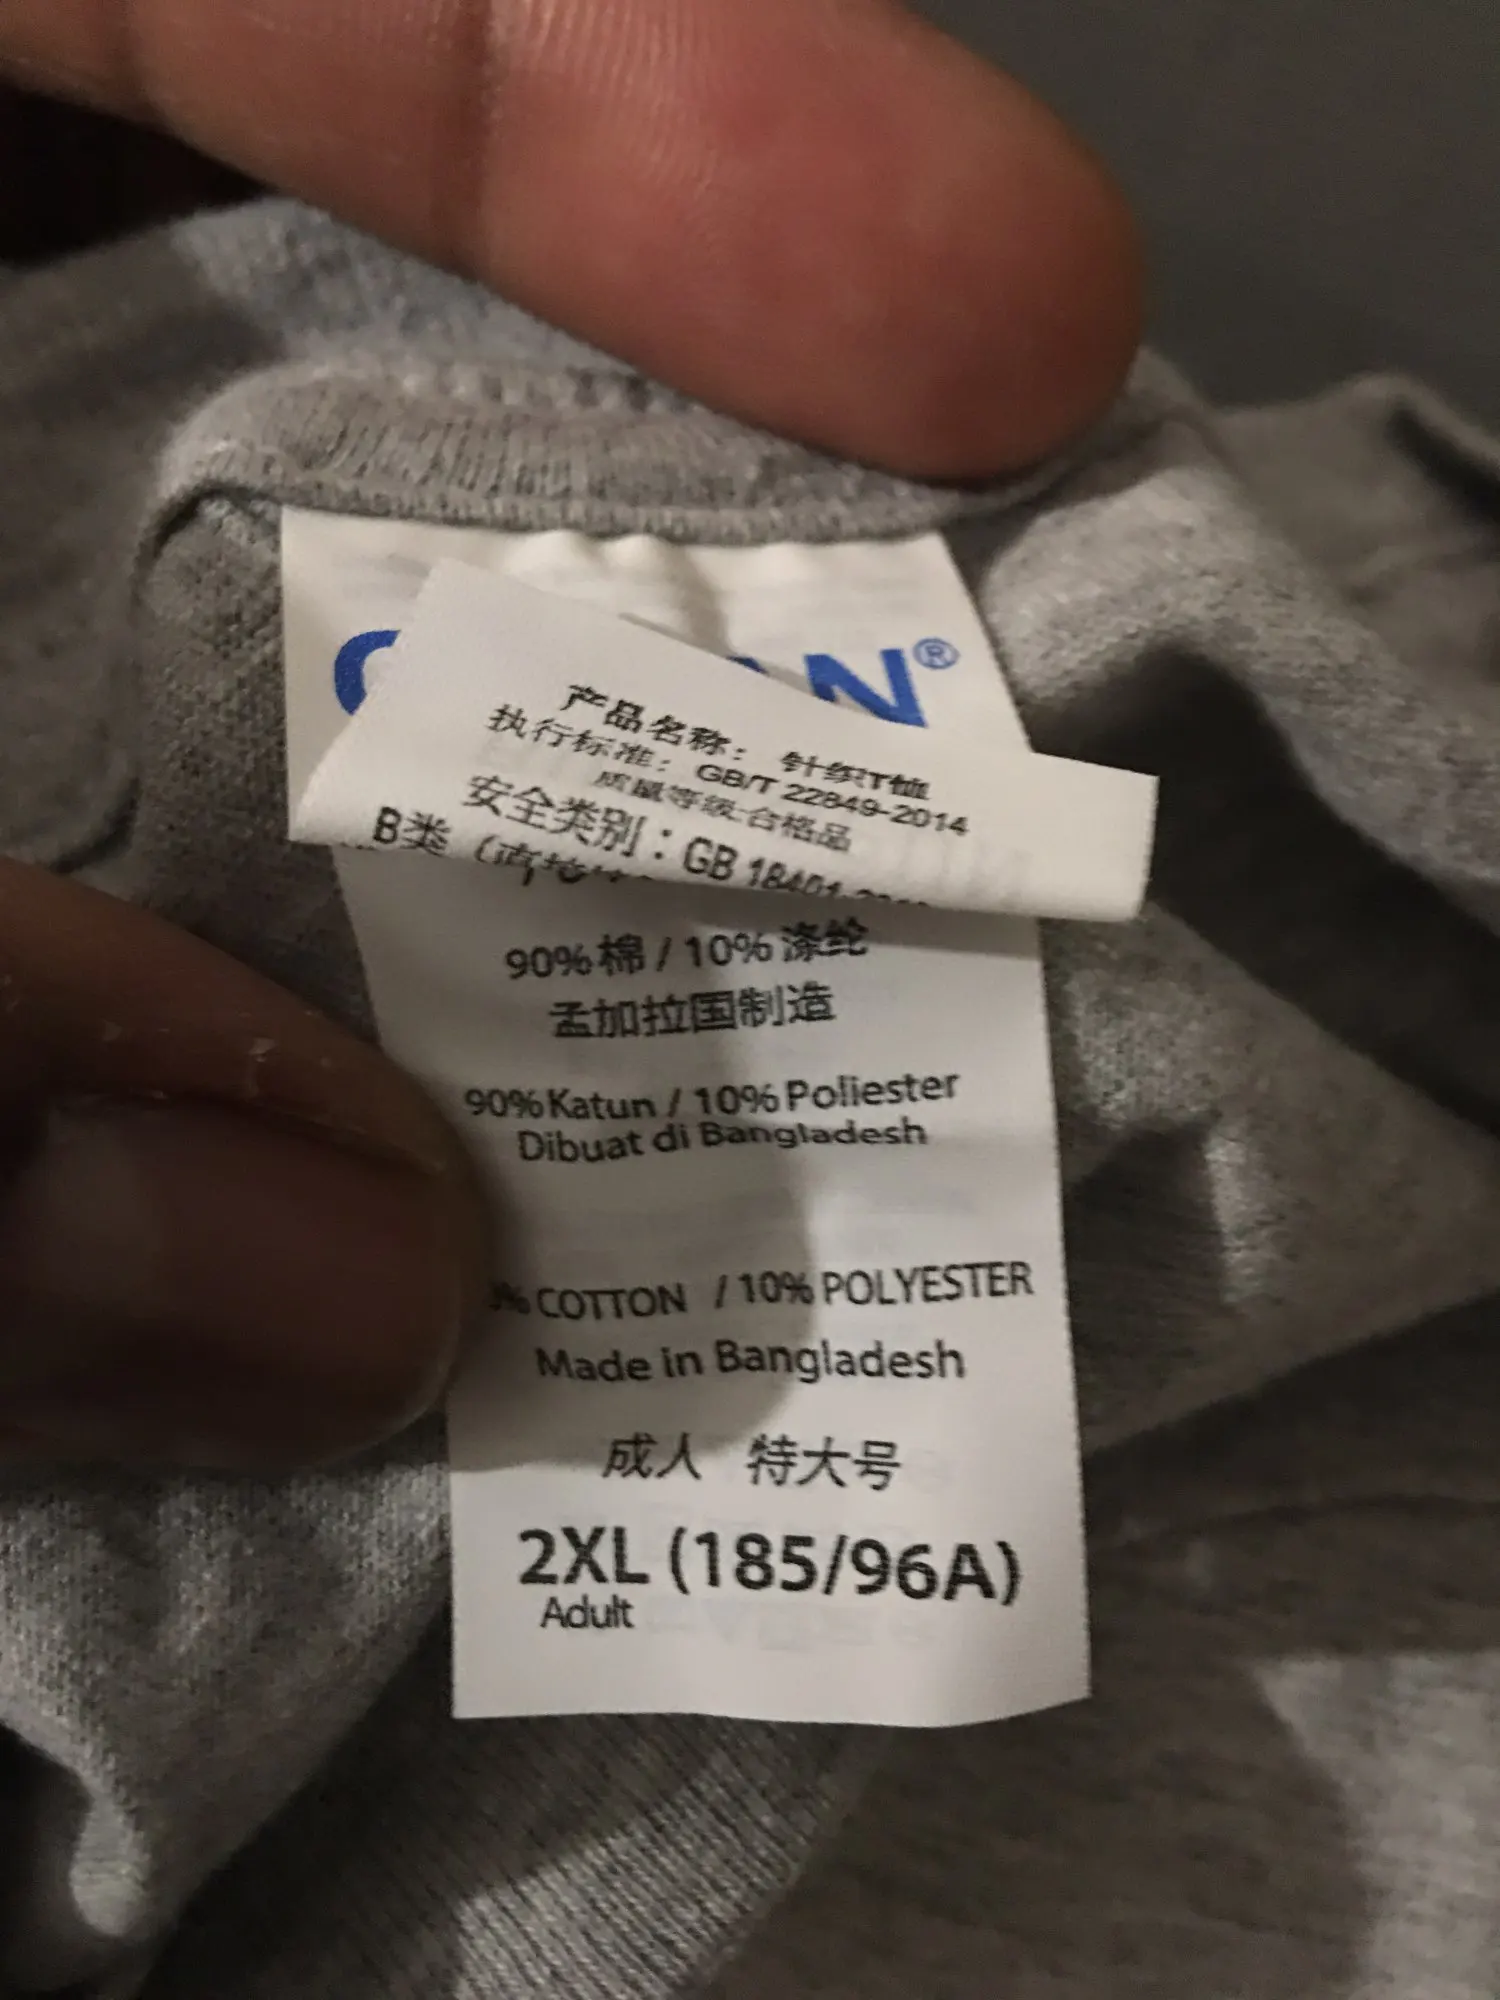 ®
产品名称： 针织T恤
执行标准： GB/T 22849-2014
质量等级:合格品
安全类别：GB 18401
B类
90%棉 / 10%涤纶
孟加拉国制造
90%Katun / 10%Poliester
Dibuat di Bangladesh
% COTTON / 10% POLYESTER
Made in Bangladesh
成人 特大号
2XL (185/96A)
Adult